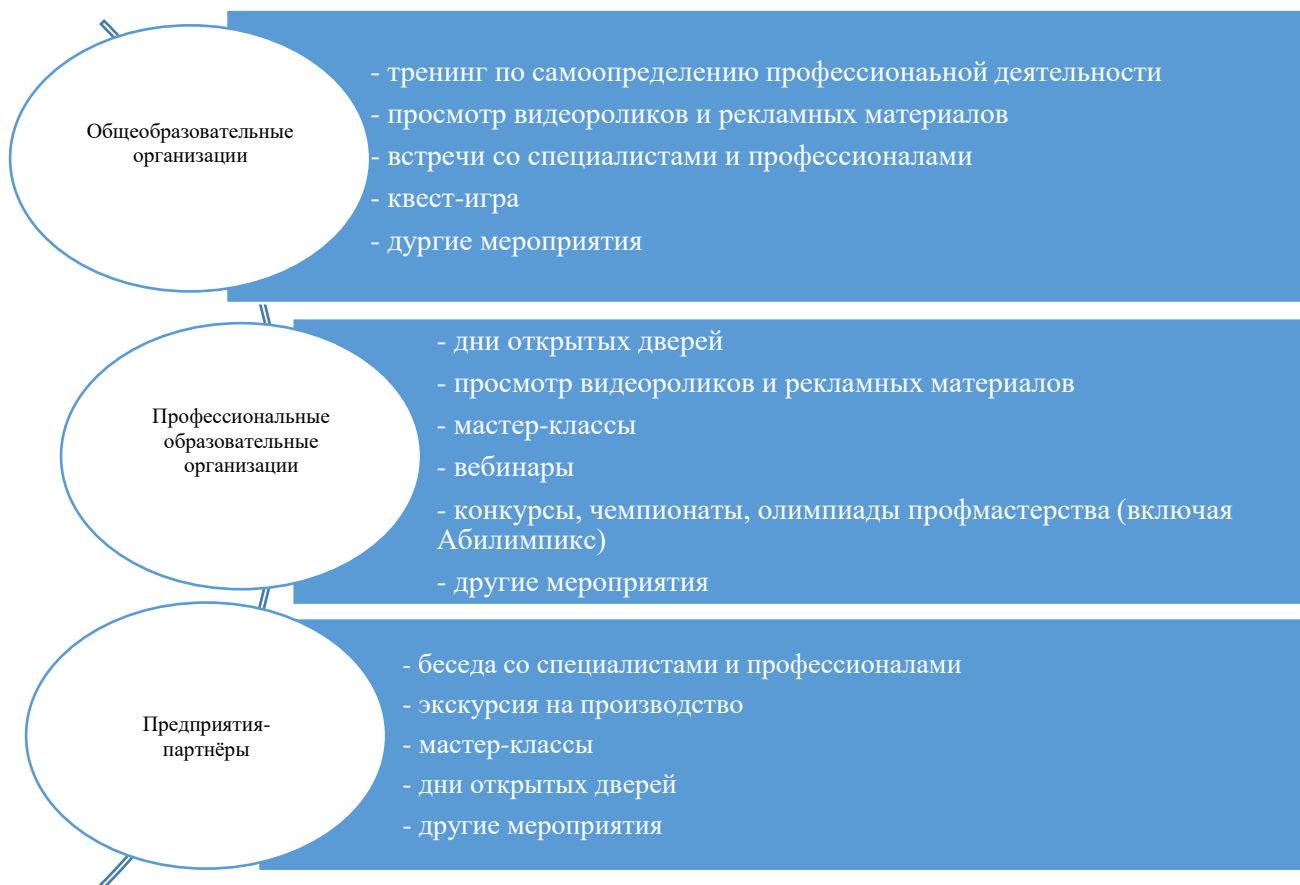 Общеобразовательные
организации
- тренинг по самоопределению профессионаьной деятельности
- просмотр видеороликов и рекламных материалов
- встречи со специалистами и профессионалами
- квест-игра
- дургие мероприятия
Профессиональные
образовательные
организации
- дни открытых дверей
- просмотр видеороликов и рекламных материалов
- мастер-классы
- вебинары
- конкурсы, чемпионаты, олимпиады профмастерства (включая
Абилимпикс)
- другие мероприятия
Предприятия-
партнёры
- беседа со специалистами и профессионалами
- экскурсия на производство
- мастер-классы
- дни открытых дверей
- другие мероприятия